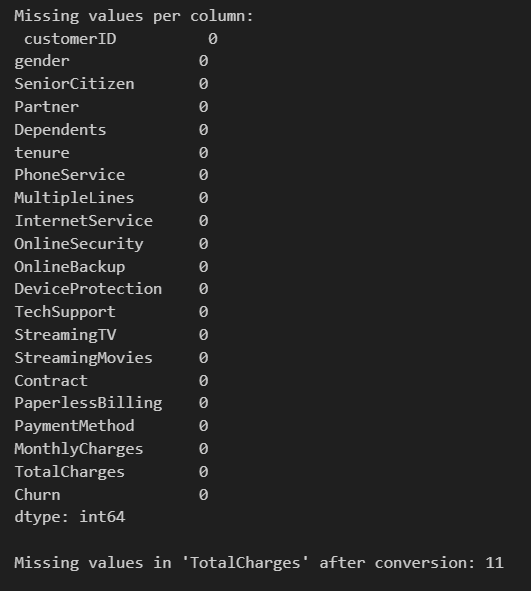 Missing values per column:
 customerID          0
gender              0
SeniorCitizen       0
Partner             0
Dependents          0
tenure              0
PhoneService        0
MultipleLines       0
InternetService     0
OnlineSecurity      0
OnlineBackup        0
DeviceProtection    0
TechSupport         0
StreamingTV         0
StreamingMovies     0
Contract            0
PaperlessBilling    0
PaymentMethod       0
MonthlyCharges      0
TotalCharges        0
Churn               0
dtype: int64

Missing values in 'TotalCharges' after conversion: 11